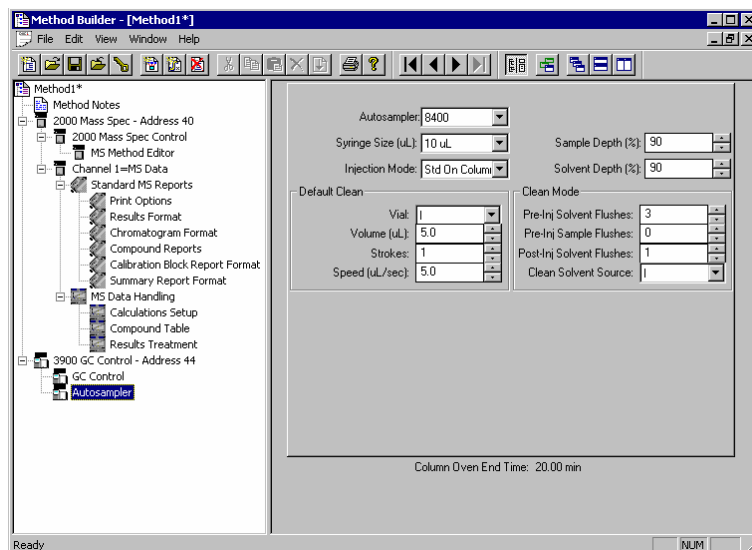 Method Builder - [Method1*]
File Edit View Window Help
Method1*
Method Notes
2000 Mass Spec - Address 40
2000 Mass Spec Control
MS Method Editor
Channel 1=MS Data
Standard MS Reports
Print Options
Results Format
Chromatogram Format
Compound Reports
Calibration Block Report Format
Summary Report Format
MS Data Handling
Calculations Setup
Compound Table
Results Treatment
3900 GC Control - Address 44
GC Control
Autosampler
Autosampler: 8400
Syringe Size (uL): 10 uL
Sample Depth (%): 90
Injection Mode: Std On Colum
Solvent Depth (%): 90
Default Clean
Vial: I
Volume (uL): 5.0
Strokes: 1
Speed (uL/sec): 5.0
Clean Mode
Pre-Inj Solvent Flushes: 3
Pre-Inj Sample Flushes: 0
Post-Inj Solvent Flushes: 1
Clean Solvent Source: I
Column Oven End Time: 20.00 min
Ready
NUM